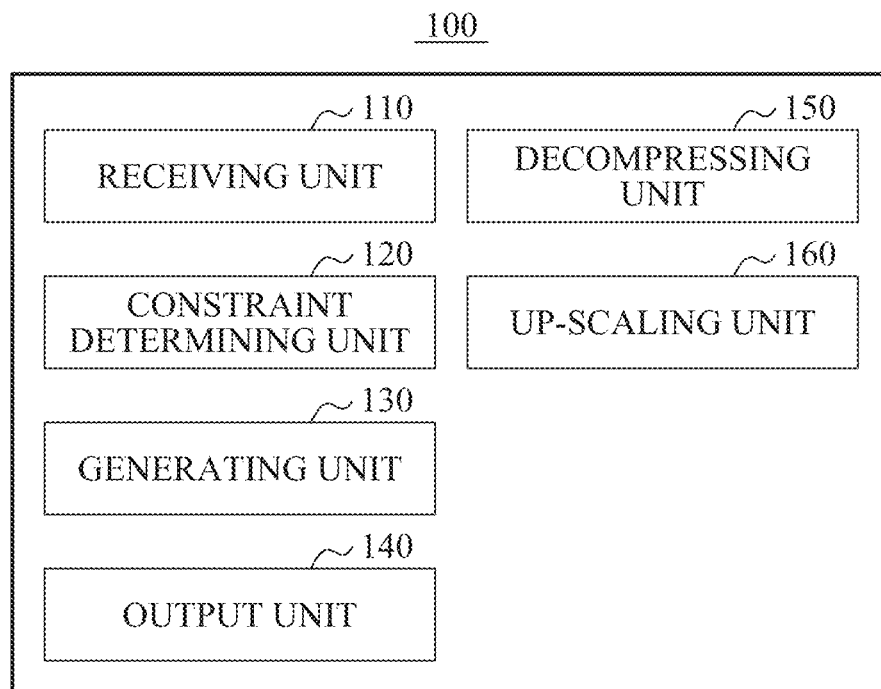 100
110
RECEIVING UNIT
120
CONSTRAINT
DETERMINING UNIT
130
GENERATING UNIT
140
OUTPUT UNIT
150
DECOMPRESSING
UNIT
160
UP-SCALING UNIT